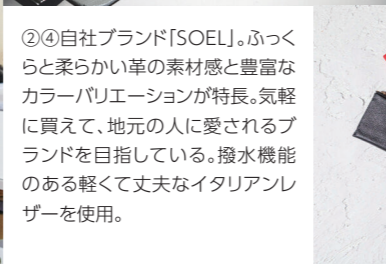 ②④自社ブランド「SOEL」。ふっく
らと柔らかい革の素材感と豊富な
カラーバリエーションが特長。気軽
に買えて、地元の人に愛されるブ
ランドを目指している。撥水機能
のある軽くて丈夫なイタリアンレ
ザーを使用。